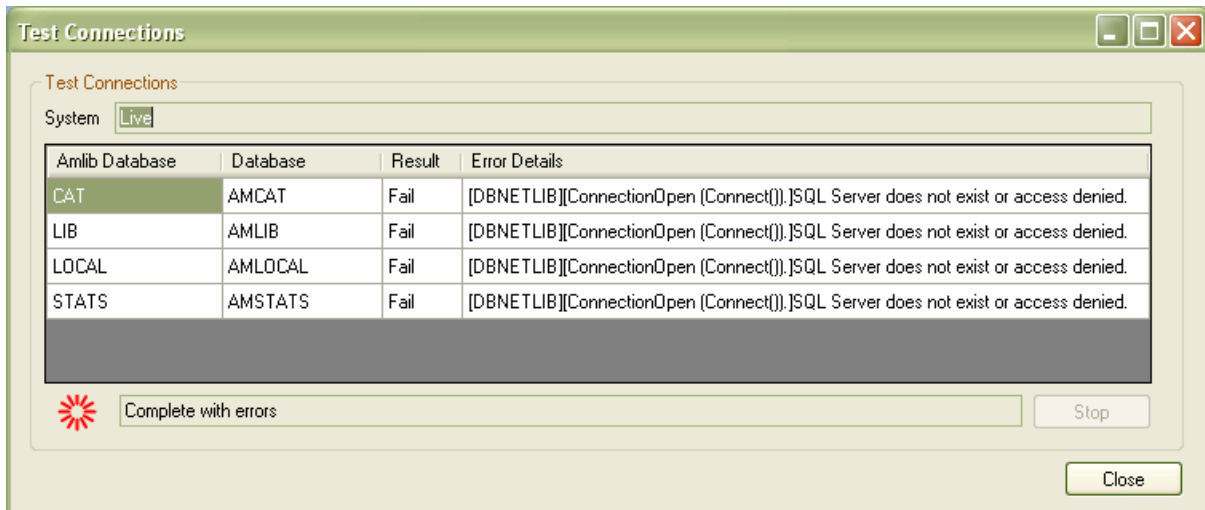 Test Connections
Test Connections
System Live
Amlib Database Database Result Error Details
CAT AMCAT Fail [DBNETLIB][ConnectionOpen (Connect()).]SQL Server does not exist or access denied.
LIB AMLIB Fail [DBNETLIB][ConnectionOpen (Connect()).]SQL Server does not exist or access denied.
LOCAL AMLOCAL Fail [DBNETLIB][ConnectionOpen (Connect()).]SQL Server does not exist or access denied.
STATS AMSTATS Fail [DBNETLIB][ConnectionOpen (Connect()).]SQL Server does not exist or access denied.
Complete with errors Stop
Close